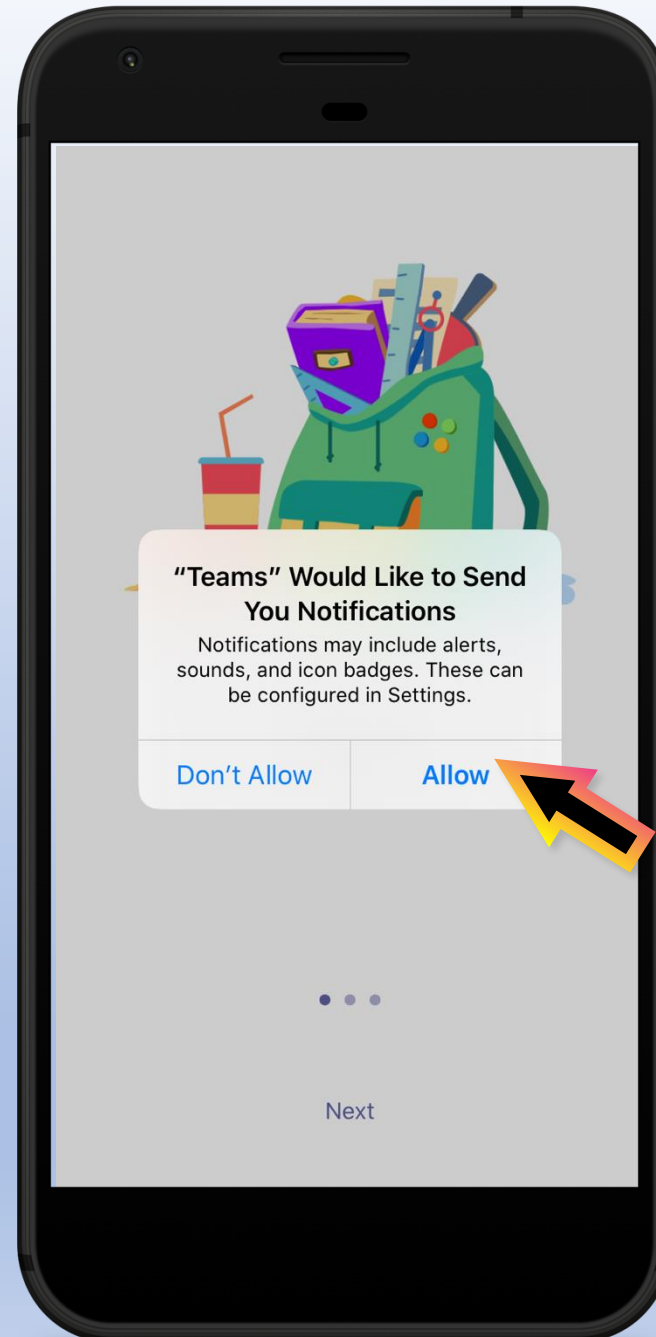 “Teams” Would Like to Send
You Notifications
Notifications may include alerts,
sounds, and icon badges. These can
be configured in Settings.
Don’t Allow
Allow
Next